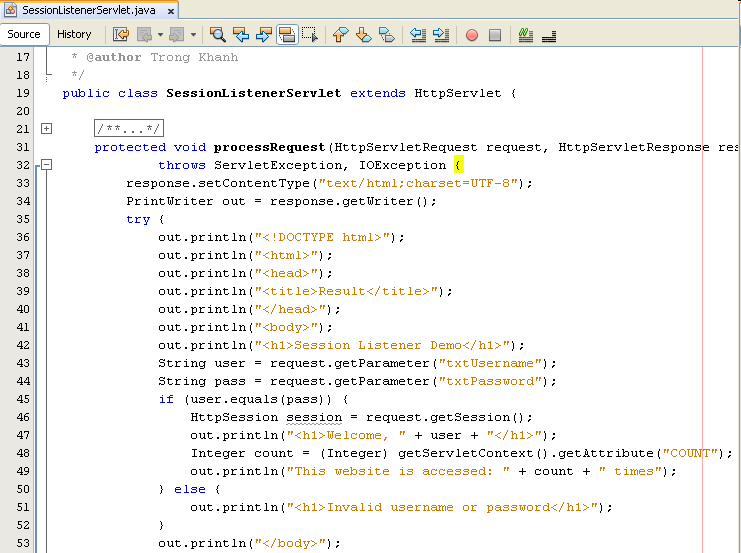 SessionListenerServlet.java x
Source History
17 * @author Trong Khanh
18 */
19 public class SessionListenerServlet extends HttpServlet {
20
21 /**...*/
31 protected void processRequest(HttpServletRequest request, HttpServletResponse res
32 throws ServletException, IOException {
33 response.setContentType("text/html;charset=UTF-8");
34 PrintWriter out = response.getWriter();
35 try {
36 out.println("<!DOCTYPE html>");
37 out.println("<html>");
38 out.println("<head>");
39 out.println("<title>Result</title>");
40 out.println("</head>");
41 out.println("<body>");
42 out.println("<h1>Session Listener Demo</h1>");
43 String user = request.getParameter("txtUsername");
44 String pass = request.getParameter("txtPassword");
45 if (user.equals(pass)) {
46 HttpSession session = request.getSession();
47 out.println("<h1>Welcome, " + user + "</h1>");
48 Integer count = (Integer) getServletContext().getAttribute("COUNT");
49 out.println("This website is accessed: " + count + " times");
50 } else {
51 out.println("<h1>Invalid username or password</h1>");
52 }
53 out.println("</body>");